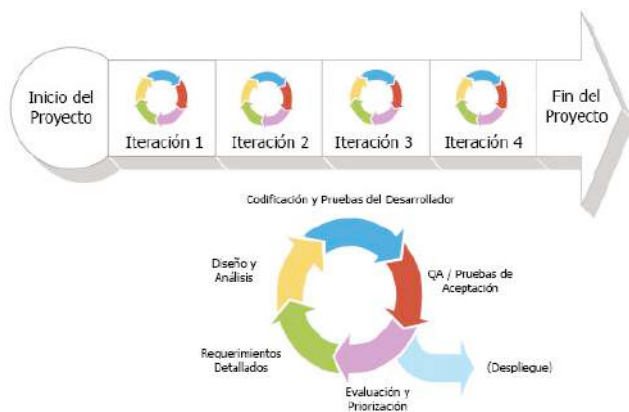 Inicio del
Proyecto
Iteración 1
Iteración 2
Iteración 3
Iteración 4
Fin del
Proyecto
Codificación y Pruebas del Desarrollador
Diseño y
Análisis
QA / Pruebas de
Aceptación
Requerimientos
Detallados
(Despliegue)
Evaluación y
Priorización